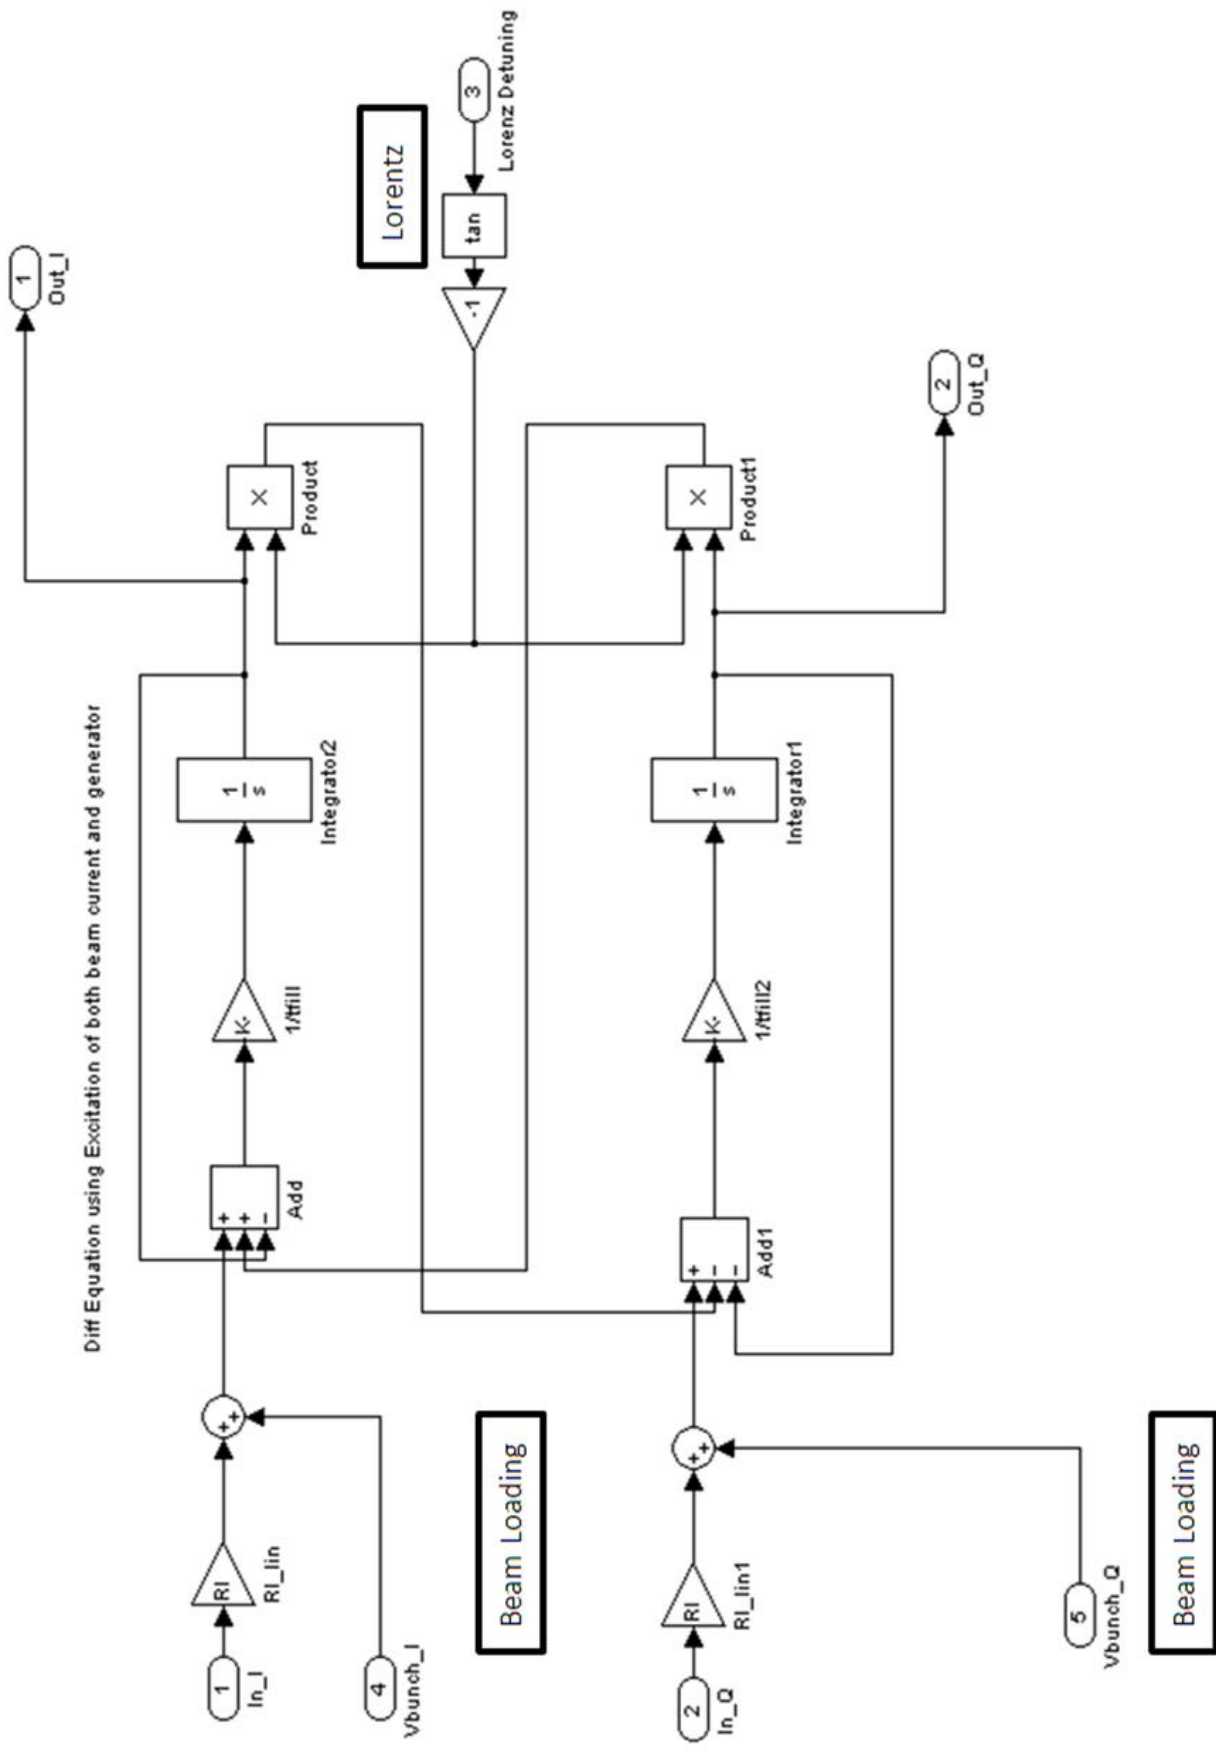 Diff Equation using Excitation of both beam current and generator
1
Out_I
1
In_I
RI
RI_lin
+
+
4
Vbunch_I
+
+
−
Add
K-
1/tfill
1
s
Integrator2
×
Product
Lorentz
-1
tan
3
Lorenz Detuning
Beam Loading
2
In_Q
RI
RI_lin1
+
+
+
−
−
Add1
K-
1/tfill2
1
s
Integrator1
×
Product1
2
Out_Q
5
Vbunch_Q
Beam Loading